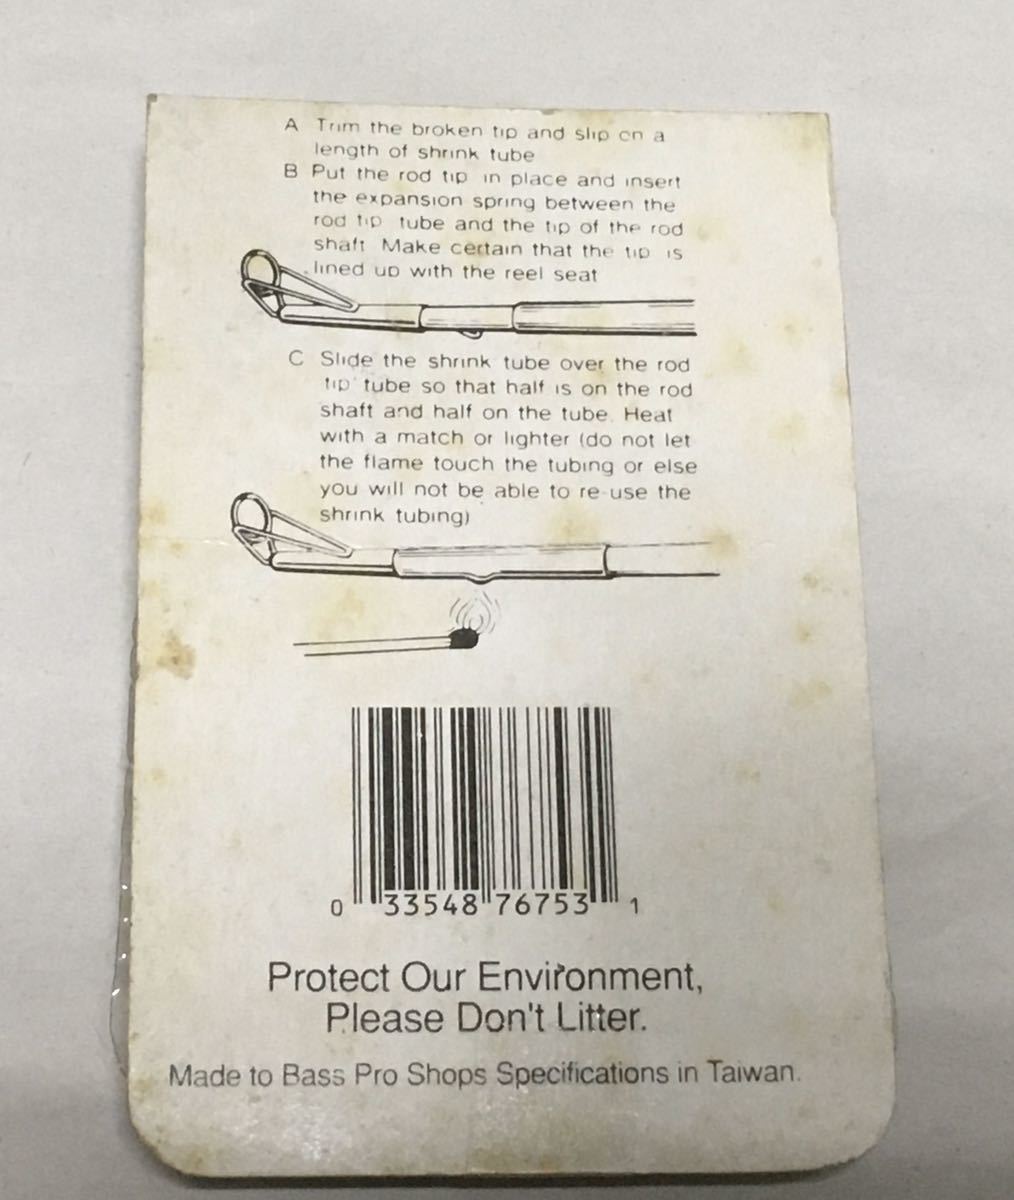 A Trim the broken tip and slip on a
length of shrink tube
B Put the rod tip in place and insert
the expansion spring between the
rod tip tube and the tip of the rod
shaft Make certain that the tip is
lined up with the reel seat
C Slide the shrink tube over the rod
tip tube so that half is on the rod
shaft and half on the tube. Heat
with a match or lighter (do not let
the flame touch the tubing or else
you will not be able to re-use the
shrink tubing)
0 33548 76753 1
Protect Our Environment,
Please Don't Litter.
Made to Bass Pro Shops Specifications in Taiwan.